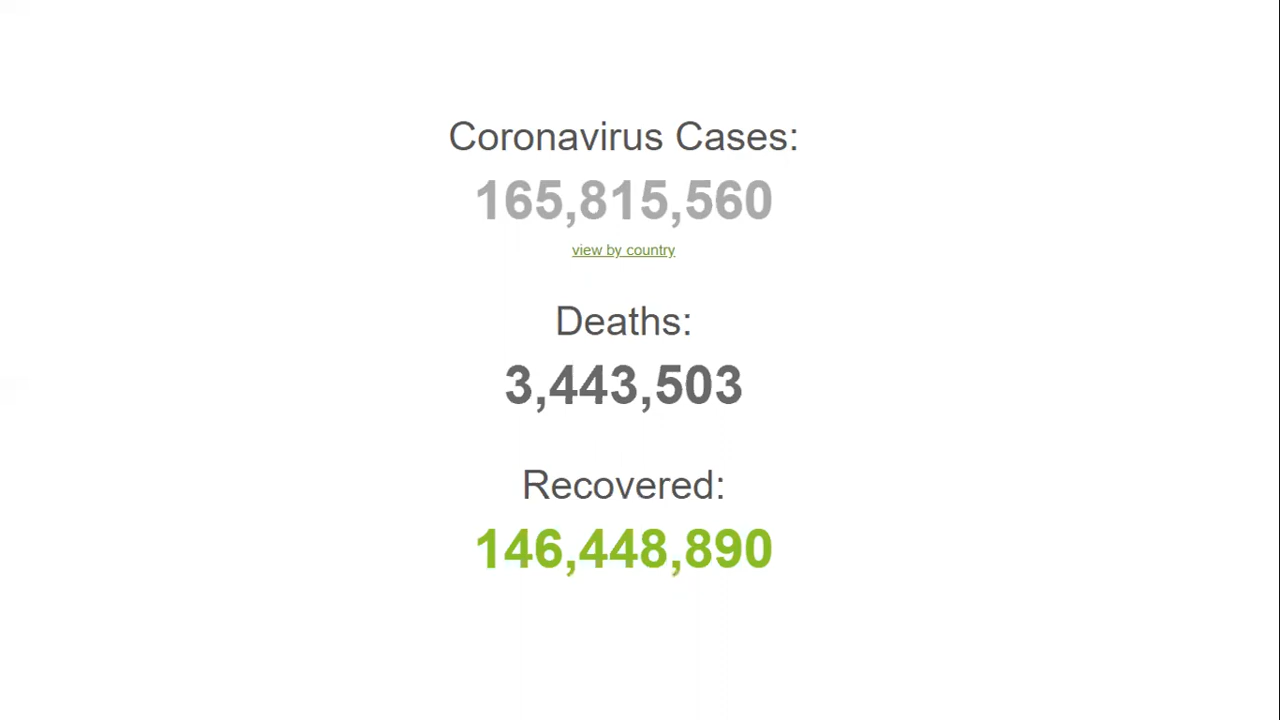 Coronavirus Cases:
165,815,560
view by country
Deaths:
3,443,503
Recovered:
146,448,890